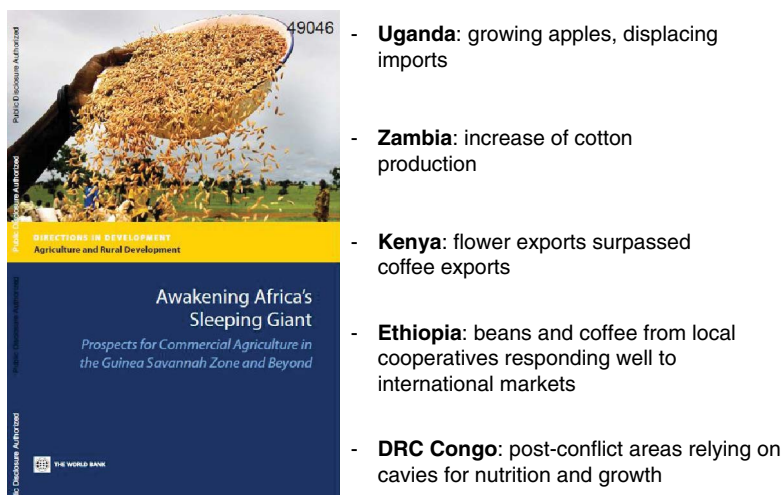 49046
Public Disclosure Authorized
Public Disclosure Authorized
Public Disclosure Authorized
Disclosure Authorized
DIRECTIONS IN DEVELOPMENT
Agriculture and Rural Development
Awakening Africa's
Sleeping Giant
Prospects for Commercial Agriculture in
the Guinea Savannah Zone and Beyond
THE WORLD BANK
- Uganda: growing apples, displacing
imports
- Zambia: increase of cotton
production
- Kenya: flower exports surpassed
coffee exports
- Ethiopia: beans and coffee from local
cooperatives responding well to
international markets
- DRC Congo: post-conflict areas relying on
cavies for nutrition and growth